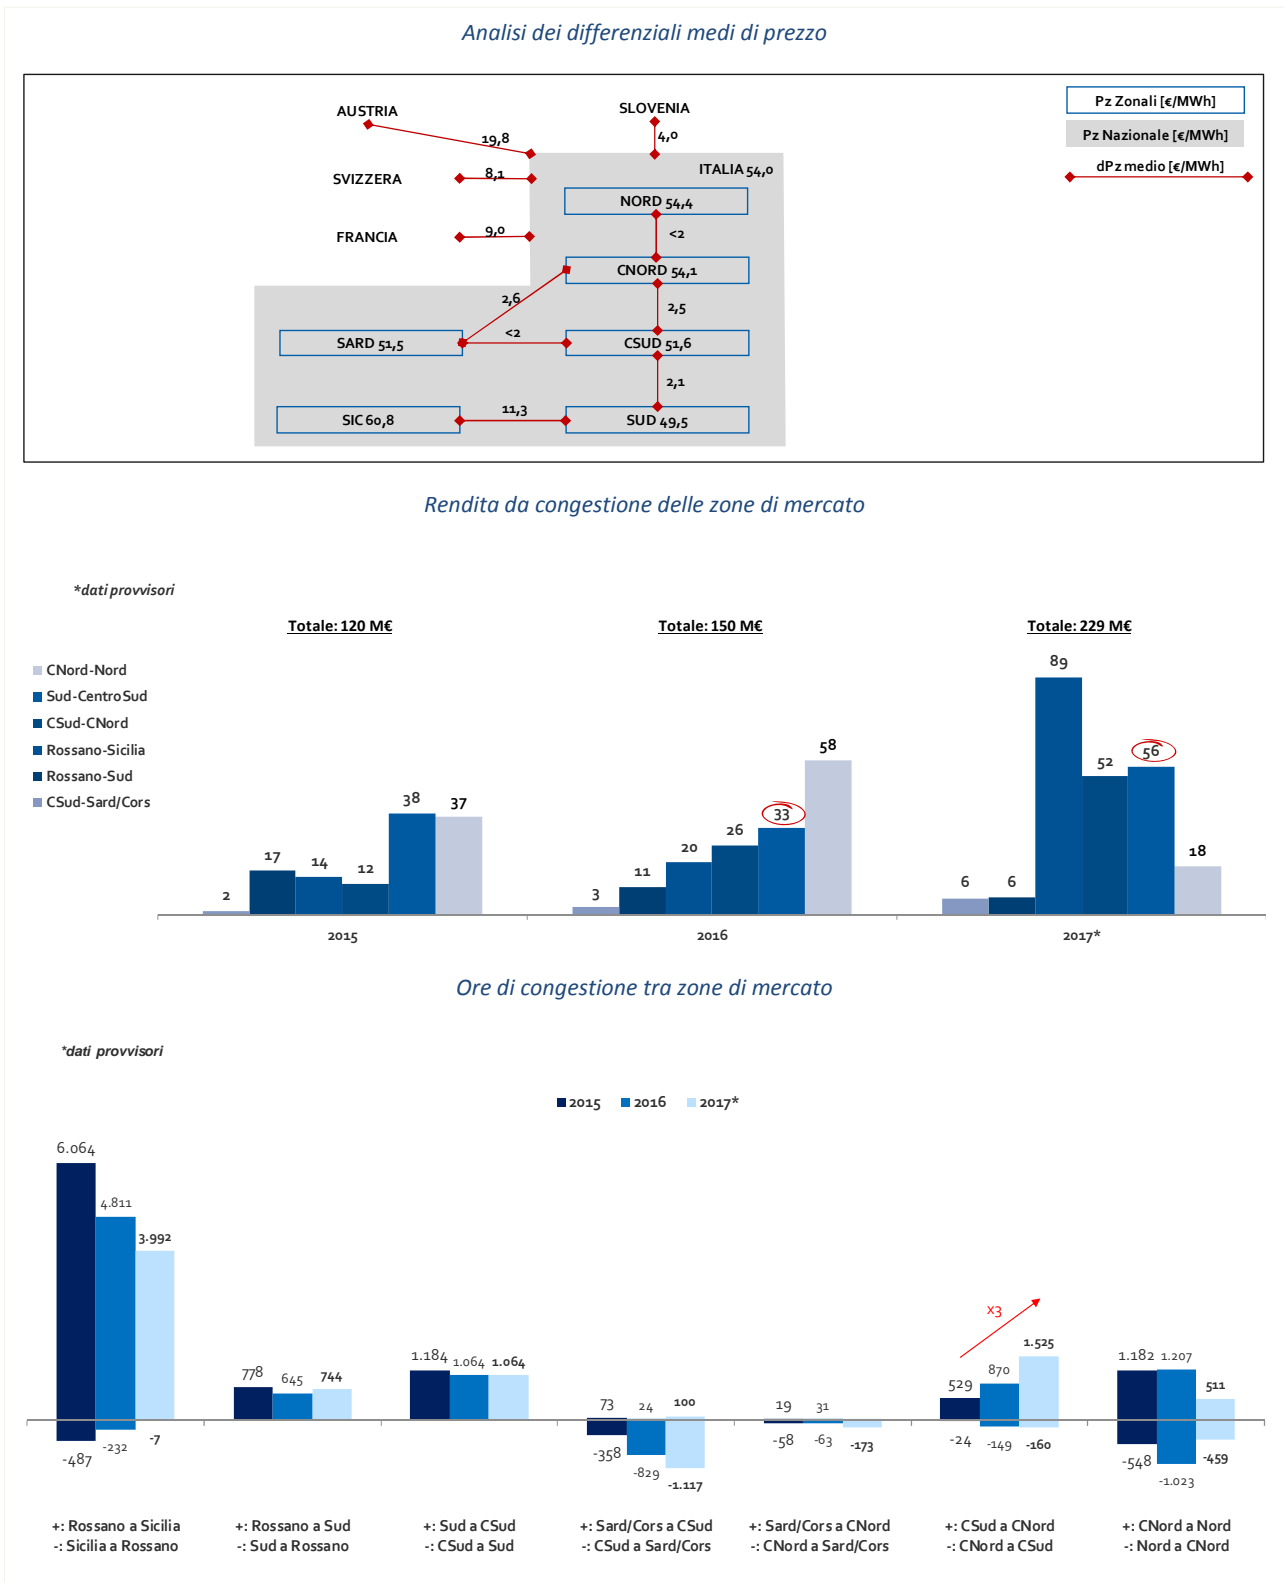 Analisi dei differenziali medi di prezzo
AUSTRIA
SLOVENIA
Pz Zonali [€/MWh]
19,8
4,0
Pz Nazionale [€/MWh]
ITALIA 54,0
dPz medio [€/MWh]
SVIZZERA
8,1
NORD 54,4
FRANCIA
9,0
<2
CNORD 54,1
2,6
2,5
SARD 51,5
<2
CSUD 51,6
2,1
SIC 60,8
11,3
SUD 49,5
Rendita da congestione delle zone di mercato
*dati provvisori
Totale: 120 M€
Totale: 150 M€
Totale: 229 M€
CNord-Nord
Sud-CentroSud
CSud-CNord
Rossano-Sicilia
Rossano-Sud
CSud-Sard/Cors
2
17
14
12
38
37
3
11
20
26
33
58
6
6
89
52
56
18
2015
2016
2017*
Ore di congestione tra zone di mercato
*dati provvisori
2015
2016
2017*
6.064
4.811
3.992
-487
-232
-7
778
645
744
1.184
1.064
1.064
73
24
100
-358
-829
-1.117
19
31
-58
-63
-173
x3
529
870
1.525
-24
-149
-160
1.182
1.207
511
-548
-1.023
-459
+: Rossano a Sicilia
-: Sicilia a Rossano
+: Rossano a Sud
-: Sud a Rossano
+: Sud a CSud
-: CSud a Sud
+: Sard/Cors a CSud
-: CSud a Sard/Cors
+: Sard/Cors a CNord
-: CNord a Sard/Cors
+: CSud a CNord
-: CNord a CSud
+: CNord a Nord
-: Nord a CNord